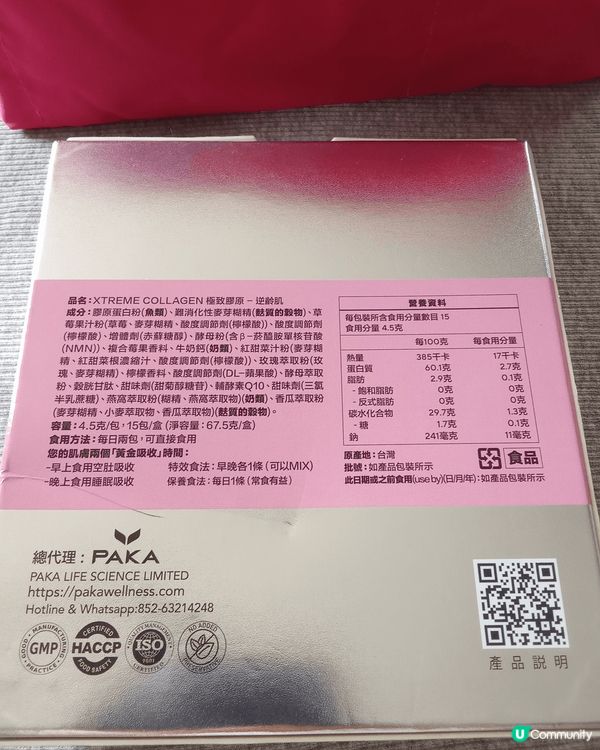 品名:XTREME COLLAGEN 極致膠原 – 逆齡肌
成分:膠原蛋白粉(魚類)、難消化性麥芽糊精(麩質的穀物)、草
莓果汁粉(草莓、麥芽糊精、酸度調節劑(檸檬酸)、酸度調節劑
(檸檬酸)、增體劑(赤蘚糖醇)、酵母粉(含β–菸醯胺單核苷酸
(NMN))、複合莓果香料、牛奶鈣(奶類)、紅甜菜汁粉(麥芽糊
精、紅甜菜根濃縮汁、酸度調節劑(檸檬酸))、玫瑰萃取粉(玫
瑰、麥芽糊精)、檸檬香料、酸度調節劑(DL–蘋果酸)、酵母萃取
粉、穀胱甘肽、甜味劑(甜菊醇糖苷)、輔酵素Q10、甜味劑(三氯
半乳蔗糖)、燕窩萃取粉(糊精、燕窩萃取物)(奶類)、香瓜萃取粉
(麥芽糊精、小麥萃取物、香瓜萃取物)(麩質的穀物)。
容量:4.5克/包,15包/盒 (淨容量:67.5克/盒)
食用方法:每日兩包,可直接食用
您的肌膚兩個「黃金吸收」時間:
-早上食用空肚吸收 特效食法:早晚各1條 (可以MIX)
-晚上食用睡眠吸收 保養食法:每日1條 (常食有益)
營養資料
每包裝所含食用分量數目 15
食用分量 4.5克
每100克 每食用分量
熱量 385千卡 17千卡
蛋白質 60.1克 2.7克
脂肪 2.9克 0.1克
- 飽和脂肪 0克 0克
- 反式脂肪 0克 0克
碳水化合物 29.7克 1.3克
- 糖 1.7克 0.1克
鈉 241毫克 11毫克
原產地:台灣
批號:如產品包裝所示
食品
此日期或之前食用(use by)(日/月/年):如產品包裝所示
總代理:PAKA
PAKA LIFE SCIENCE LIMITED
https://pakawellness.com
Hotline & Whatsapp:852-63214248
GOOD MANUFACTURING PRACTICE GMP
CERTIFIED HACCP FOOD SAFETY
QUALITY MANAGEMENT ISO
NO ADDED
產品說明
U Community